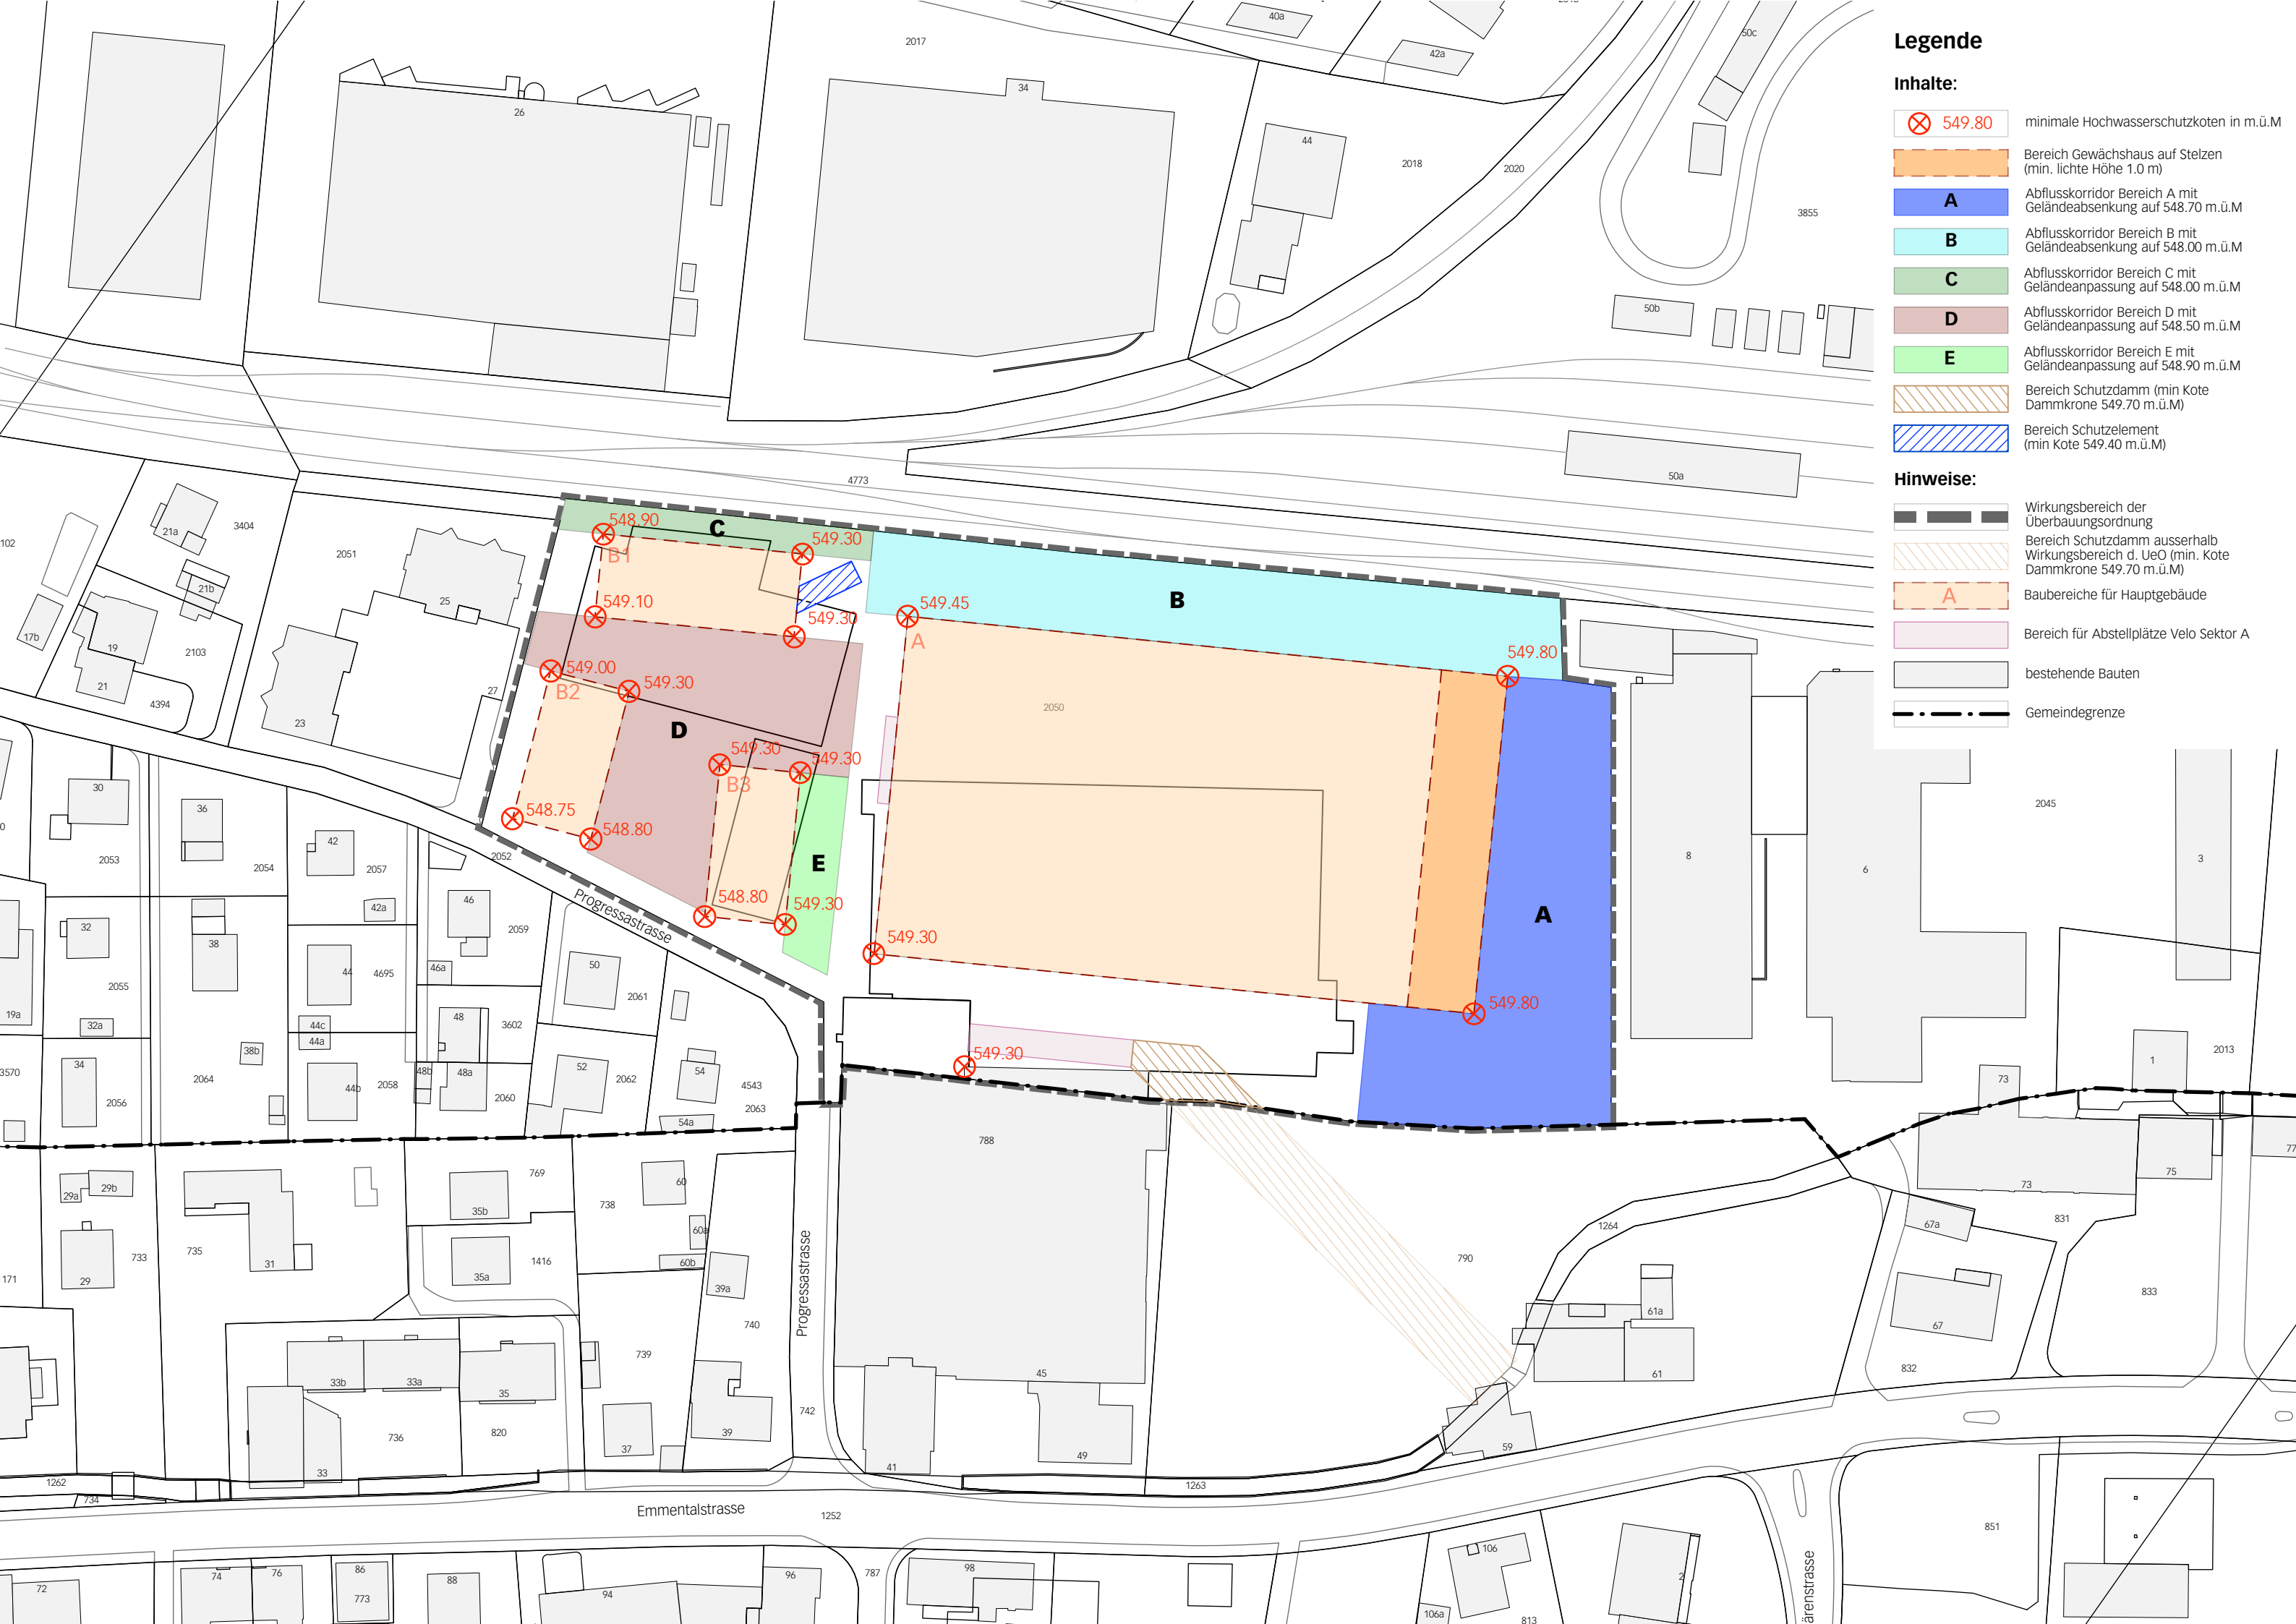 Legende
Inhalte:
549.80 minimale Hochwasserschutzkoten in m.ü.M
Bereich Gewächshaus auf Stelzen
(min. lichte Höhe 1.0 m)
A Abflusskorridor Bereich A mit
Geländeabsenkung auf 548.70 m.ü.M
B Abflusskorridor Bereich B mit
Geländeabsenkung auf 548.00 m.ü.M
C Abflusskorridor Bereich C mit
Geländeanpassung auf 548.00 m.ü.M
D Abflusskorridor Bereich D mit
Geländeanpassung auf 548.50 m.ü.M
E Abflusskorridor Bereich E mit
Geländeanpassung auf 548.90 m.ü.M
Bereich Schutzdamm (min Kote
Dammkrone 549.70 m.ü.M)
Bereich Schutzelement
(min Kote 549.40 m.ü.M)
Hinweise:
Wirkungsbereich der
Überbauungsordnung
Bereich Schutzdamm ausserhalb
Wirkungsbereich d. UeO (min. Kote
Dammkrone 549.70 m.ü.M)
A Baubereiche für Hauptgebäude
Bereich für Abstellplätze Velo Sektor A
bestehende Bauten
Gemeindegrenze
40a
2017
42a
50c
26
34
44
2018
2020
3855
50b
4773
50a
21a
3404
102
2051
21b
25
17b
19
2103
21
4394
23
27
548.90
C
549.30
B1
549.10
549.30
549.00
B2
549.30
D
549.30
549.30
B3
548.75
548.80
E
548.80
549.30
549.45
A
B
549.80
2050
A
549.30
549.80
549.30
8
6
2045
3
30
36
42
2053
2054
2057
2052
42a
46
32
38
2059
Progressastrasse
44
4695
46a
50
2055
2061
19a
32a
44c
48
3602
44a
38b
34
3570
2064
44b
2058
48b
48a
52
2062
54
4543
2056
2060
2063
54a
1
2013
73
788
73
75
77
29a
29b
769
60
35b
738
60a
67a
831
1264
733
735
31
1416
60b
790
171
29
35a
39a
Progressastrasse
61a
833
740
67
739
33b
33a
35
45
61
832
742
736
820
37
39
41
49
59
33
1262
734
1263
Emmentalstrasse
1252
851
72
74
76
86
773
88
94
96
787
98
106
106a
813
2
ärenstrasse